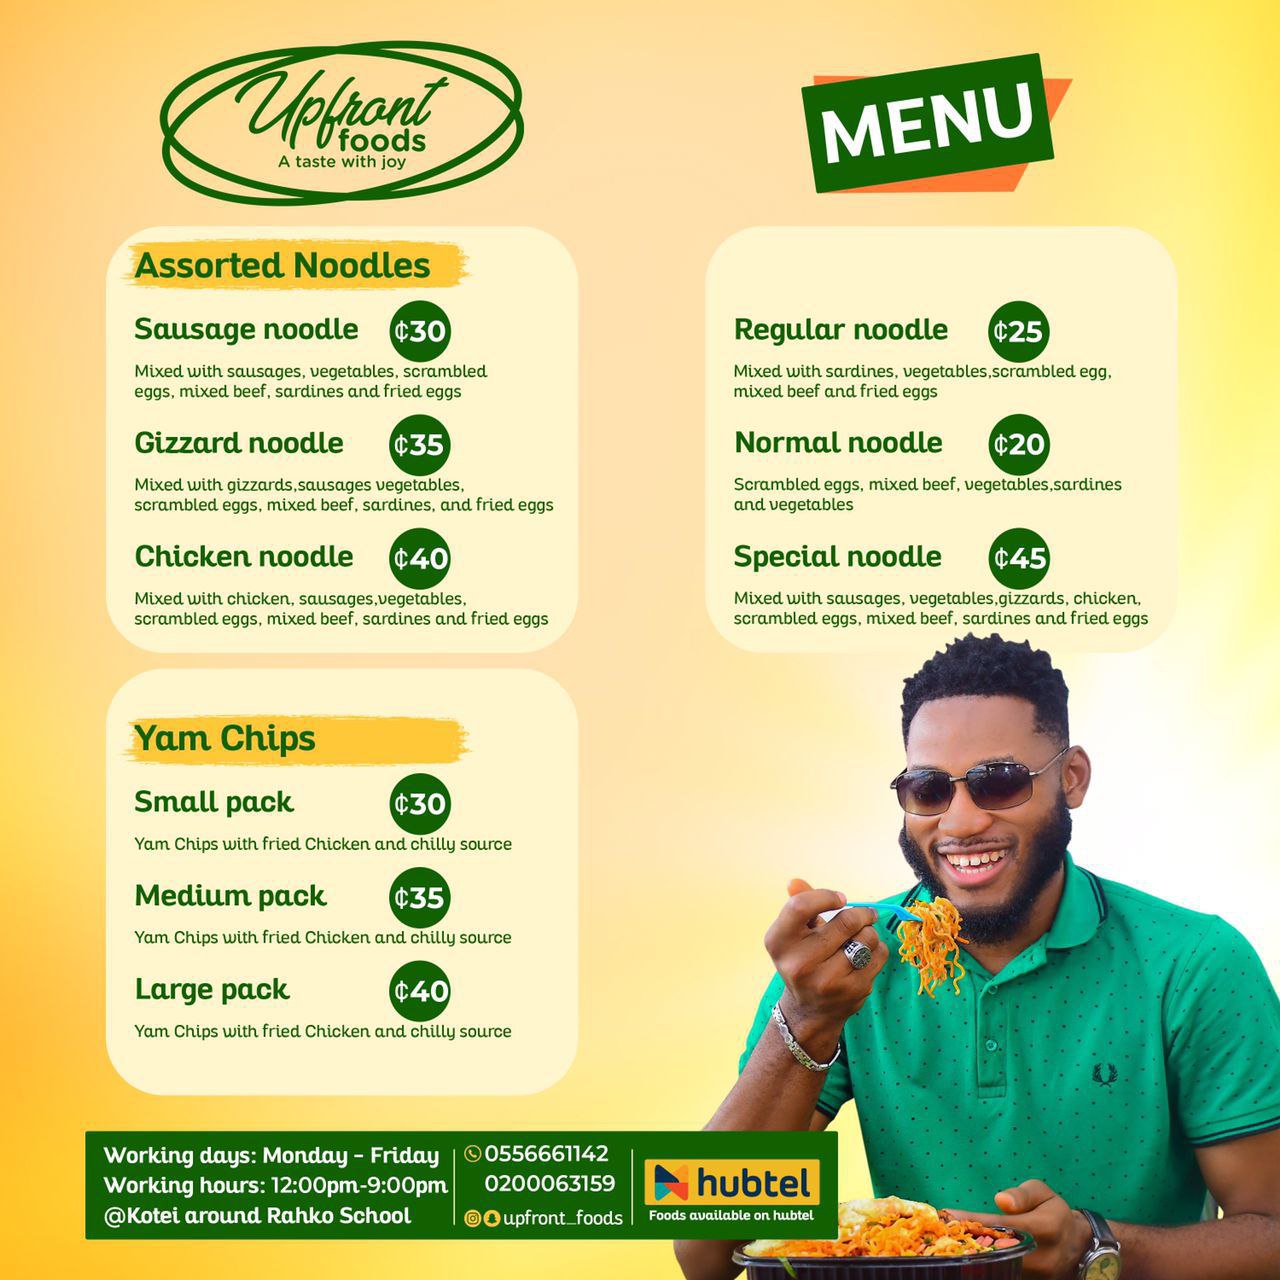 Upfront
foods
A taste with joy
MENU
Assorted Noodles
Sausage noodle ₵30
Mixed with sausages, vegetables, scrambled
eggs, mixed beef, sardines and fried eggs
Gizzard noodle ₵35
Mixed with gizzards,sausages vegetables,
scrambled eggs, mixed beef, sardines, and fried eggs
Chicken noodle ₵40
Mixed with chicken, sausages,vegetables,
scrambled eggs, mixed beef, sardines and fried eggs
Regular noodle ₵25
Mixed with sardines, vegetables,scrambled egg,
mixed beef and fried eggs
Normal noodle ₵20
Scrambled eggs, mixed beef, vegetables,sardines
and vegetables
Special noodle ₵45
Mixed with sausages, vegetables,gizzards, chicken,
scrambled eggs, mixed beef, sardines and fried eggs
Yam Chips
Small pack ₵30
Yam Chips with fried Chicken and chilly source
Medium pack ₵35
Yam Chips with fried Chicken and chilly source
Large pack ₵40
Yam Chips with fried Chicken and chilly source
Working days: Monday - Friday
Working hours: 12:00pm-9:00pm
@Kotei around Rahko School
0556661142
0200063159
upfront_foods
hubtel
Foods available on hubtel